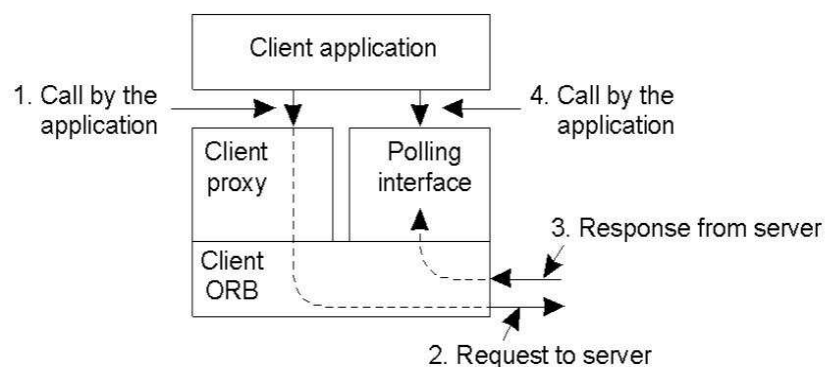 Client application
1. Call by the
application
4. Call by the
application
Client
proxy
Polling
interface
3. Response from server
Client
ORB
2. Request to server